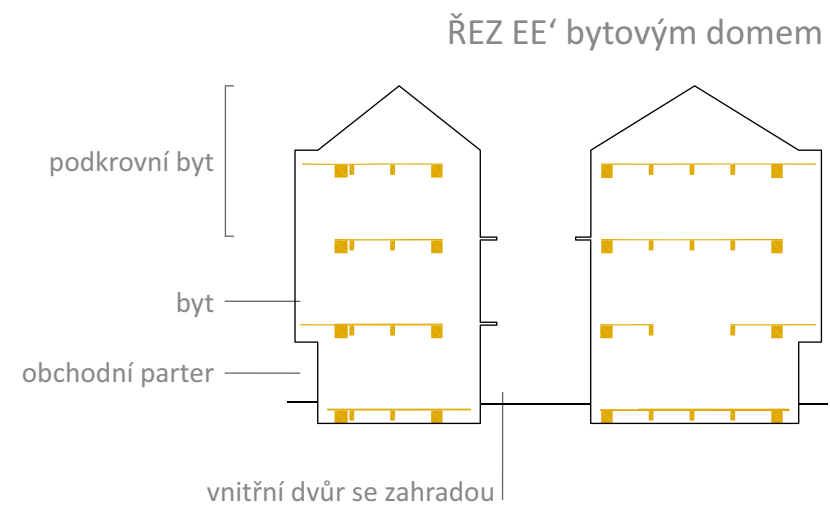 ŘEZ EE‘ bytovým domem
podkrovní byt
byt
obchodní parter
vnitřní dvůr se zahradou